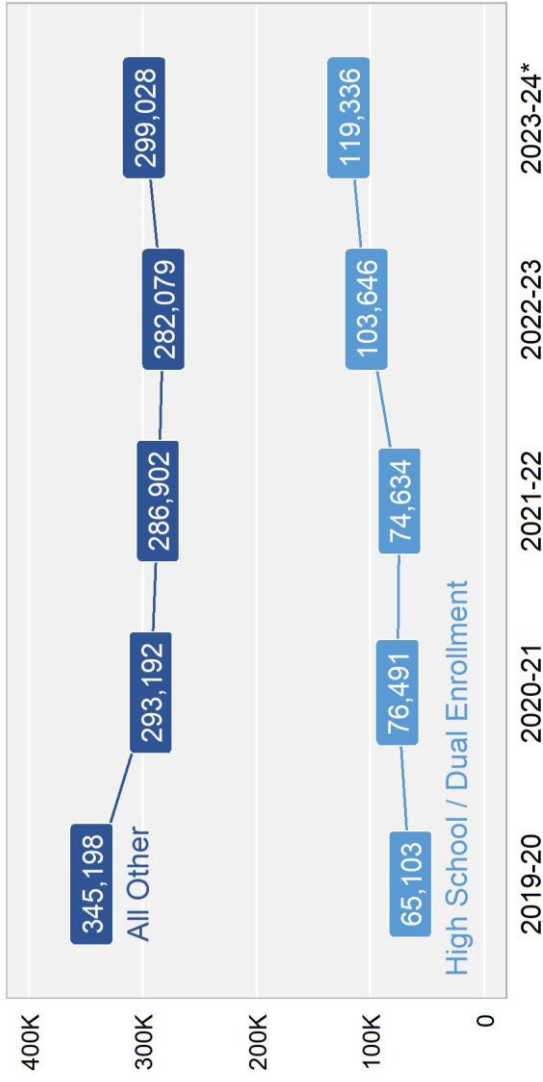 400K
300K
200K
100K
0
345,198
293,192
286,902
282,079
299,028
All Other
65,103
76,491
74,634
103,646
119,336
High School / Dual Enrollment
2019-20
2020-21
2021-22
2022-23
2023-24*